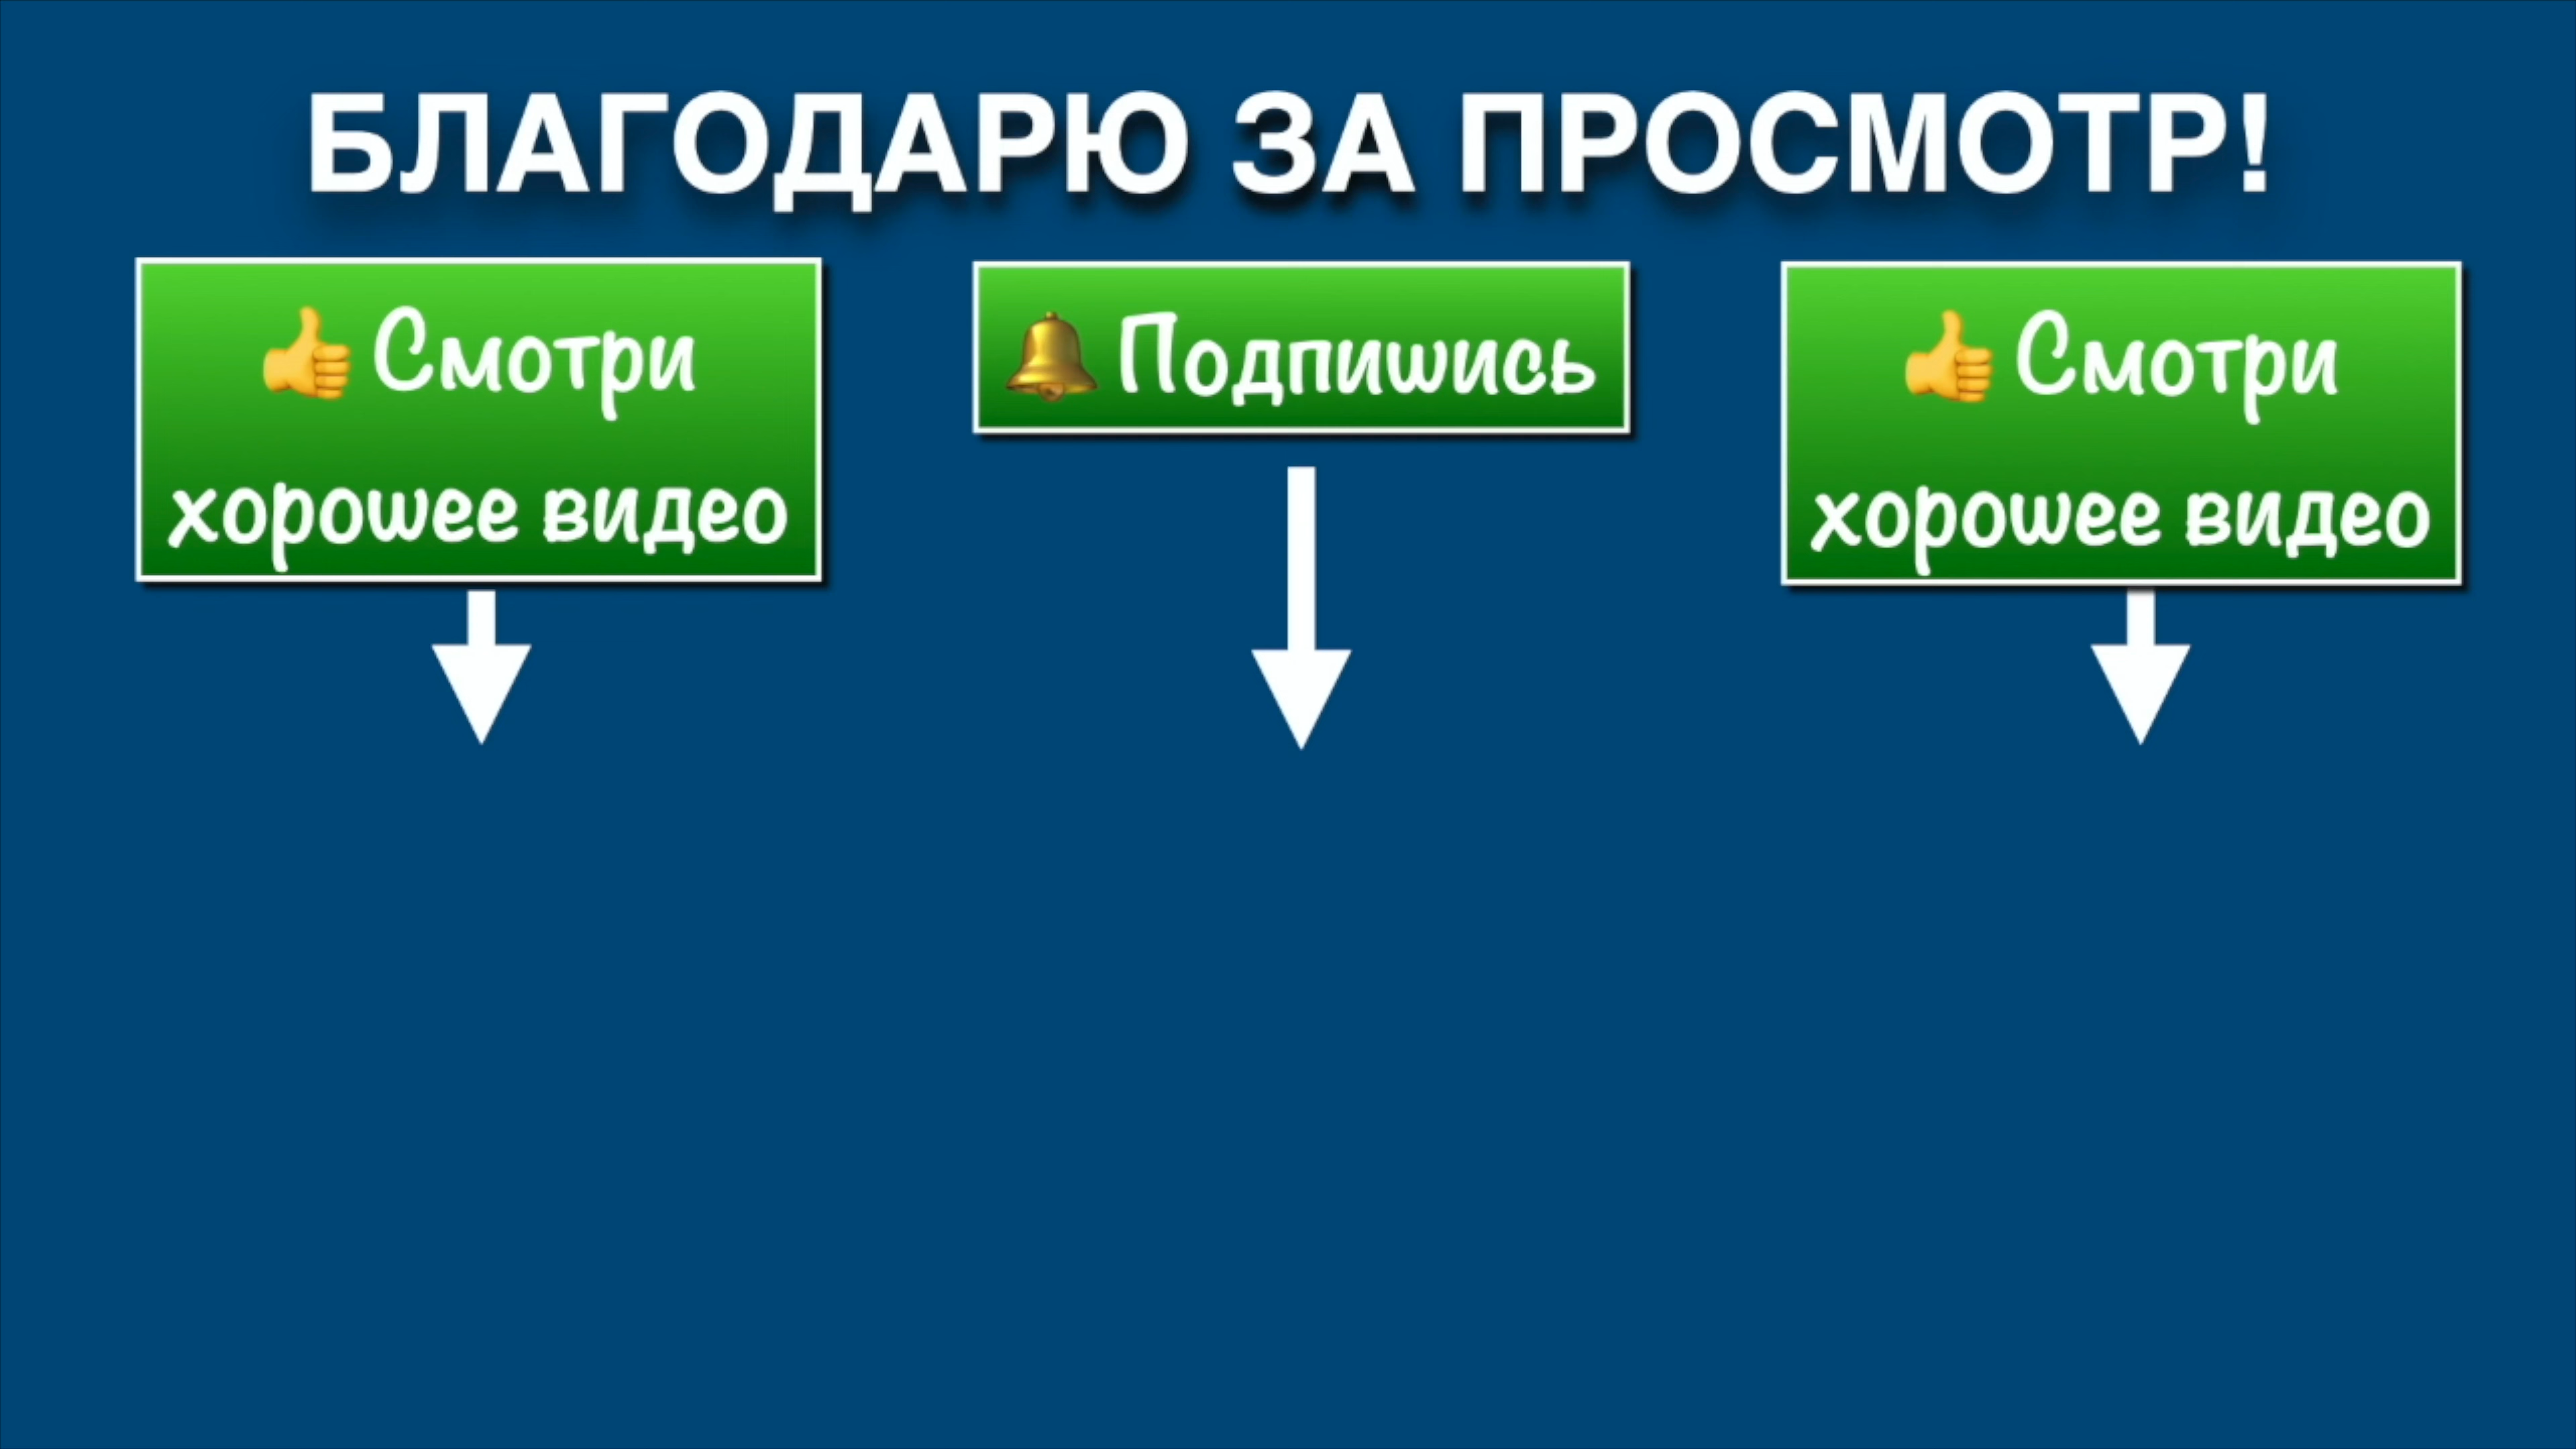 БЛАГОДАРЮ ЗА ПРОСМОТР!
👍 Смотри
хорошее видео
🔔 Подпишись
👍 Смотри
хорошее видео